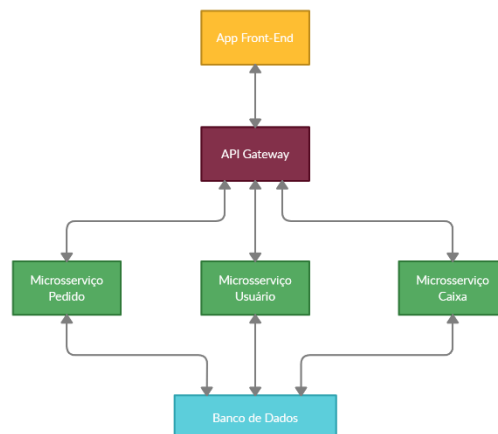 App Front-End
API Gateway
Microsserviço
Pedido
Microsserviço
Usuário
Microsserviço
Caixa
Banco de Dados